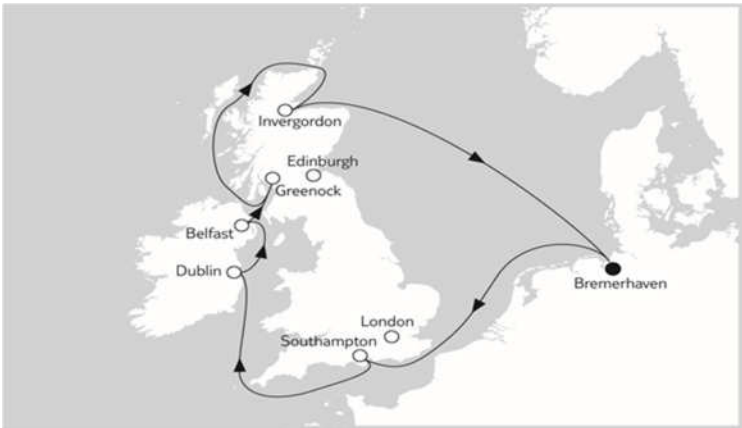 Invergordon
Edinburgh
Greenock
Belfast
Dublin
Bremerhaven
London
Southampton